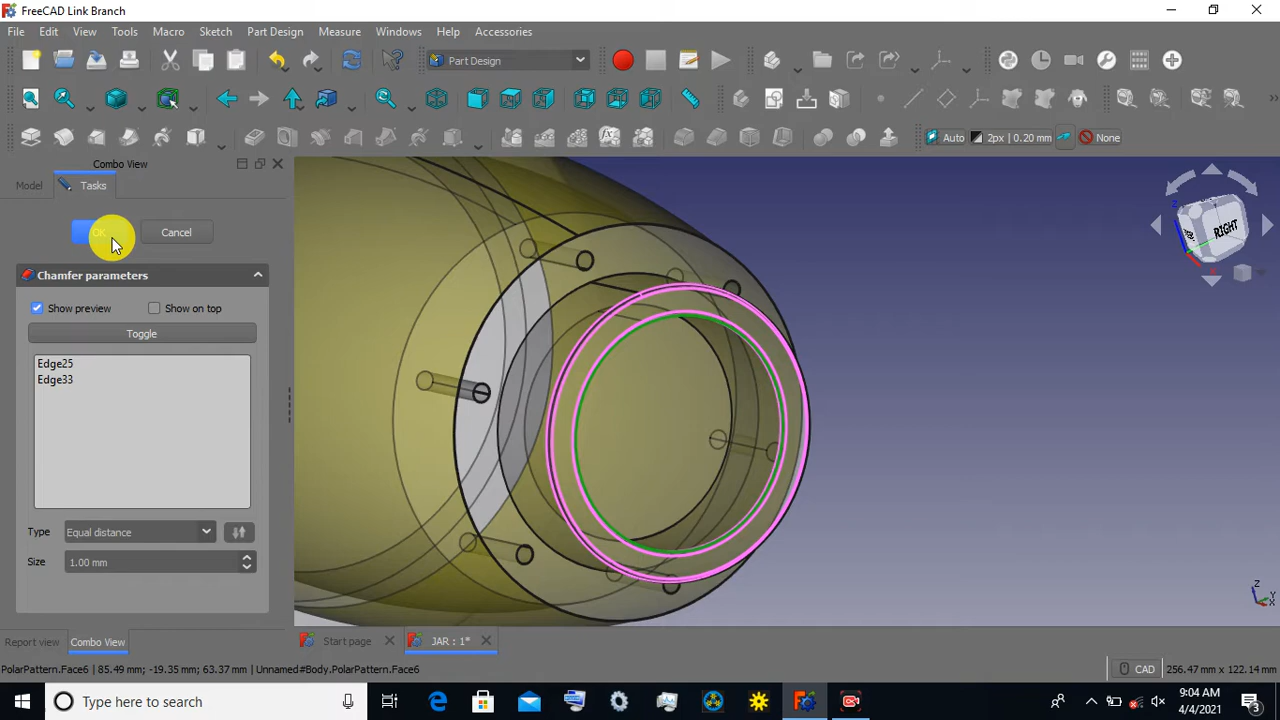 FreeCAD Link Branch
File Edit View Tools Macro Sketch Part Design Measure Windows Help Accessories
Part Design
Auto 2px | 0.20 mm None
Combo View
Model Tasks
OK Cancel
Chamfer parameters
Show preview Show on top
Toggle
Edge25
Edge33
Type Equal distance
Size 1.00 mm
RIGHT
Z
Y
X
Report view Combo View
Start page JAR : 1*
PolarPattern.Face6 | 85.49 mm; -19.35 mm; 63.37 mm | Unnamed#Body.PolarPattern.Face6
CAD 256.47 mm x 122.14 mm
Type here to search
9:04 AM
4/4/2021
3